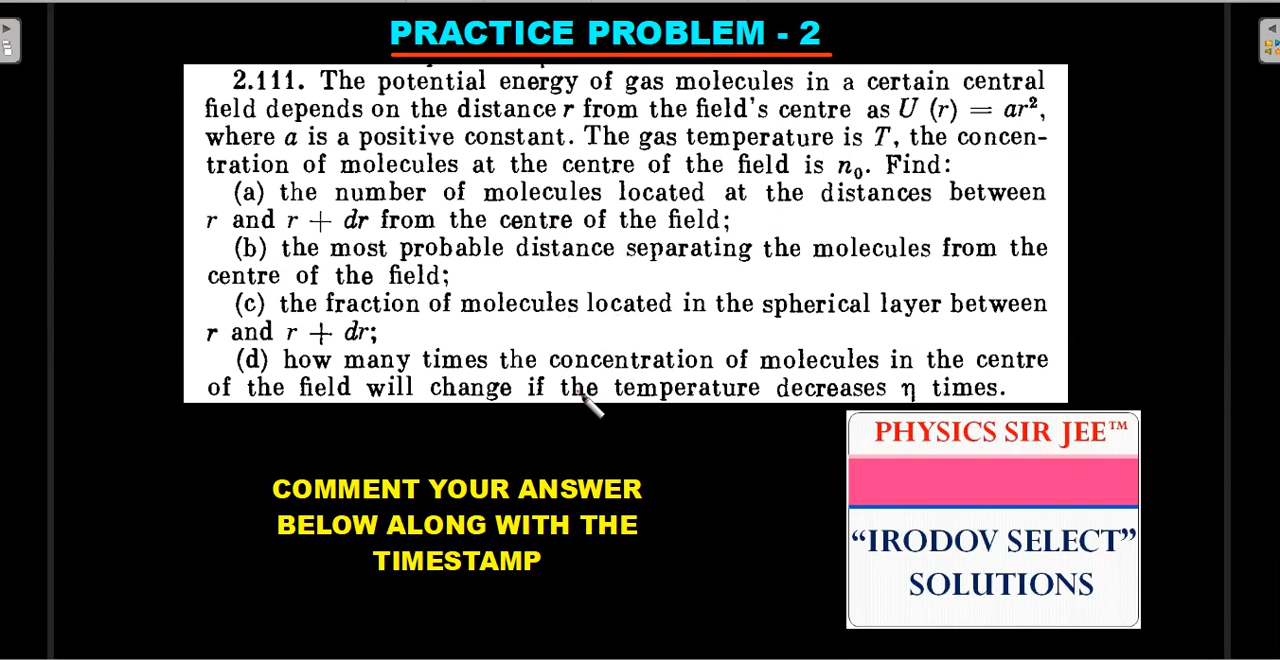 PRACTICE PROBLEM - 2
2.111. The potential energy of gas molecules in a certain central
field depends on the distance r from the field's centre as U (r) = ar²,
where a is a positive constant. The gas temperature is T, the concen-
tration of molecules at the centre of the field is n₀. Find:
(a) the number of molecules located at the distances between
r and r + dr from the centre of the field;
(b) the most probable distance separating the molecules from the
centre of the field;
(c) the fraction of molecules located in the spherical layer between
r and r + dr;
(d) how many times the concentration of molecules in the centre
of the field will change if the temperature decreases η times.
PHYSICS SIR JEE™
COMMENT YOUR ANSWER
BELOW ALONG WITH THE
TIMESTAMP
“IRODOV SELECT”
SOLUTIONS